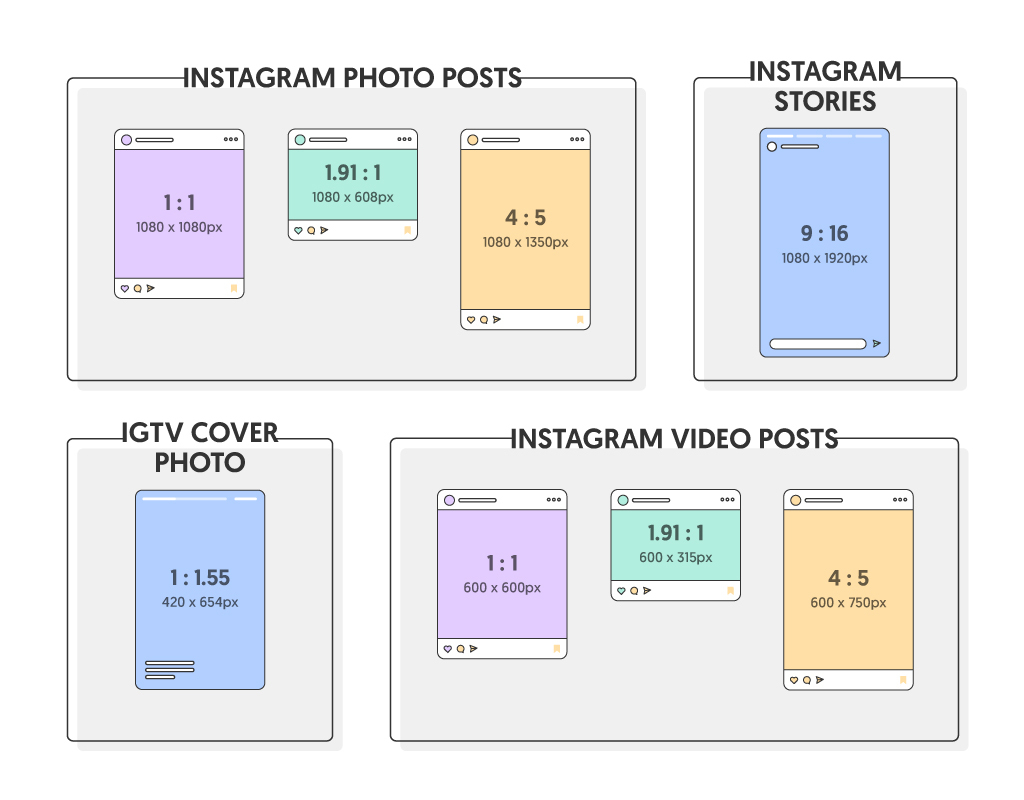 INSTAGRAM PHOTO POSTS
1 : 1
1080 x 1080px
1.91 : 1
1080 x 608px
4 : 5
1080 x 1350px
INSTAGRAM
STORIES
9 : 16
1080 x 1920px
IGTV COVER
PHOTO
1 : 1.55
420 x 654px
INSTAGRAM VIDEO POSTS
1 : 1
600 x 600px
1.91 : 1
600 x 315px
4 : 5
600 x 750px